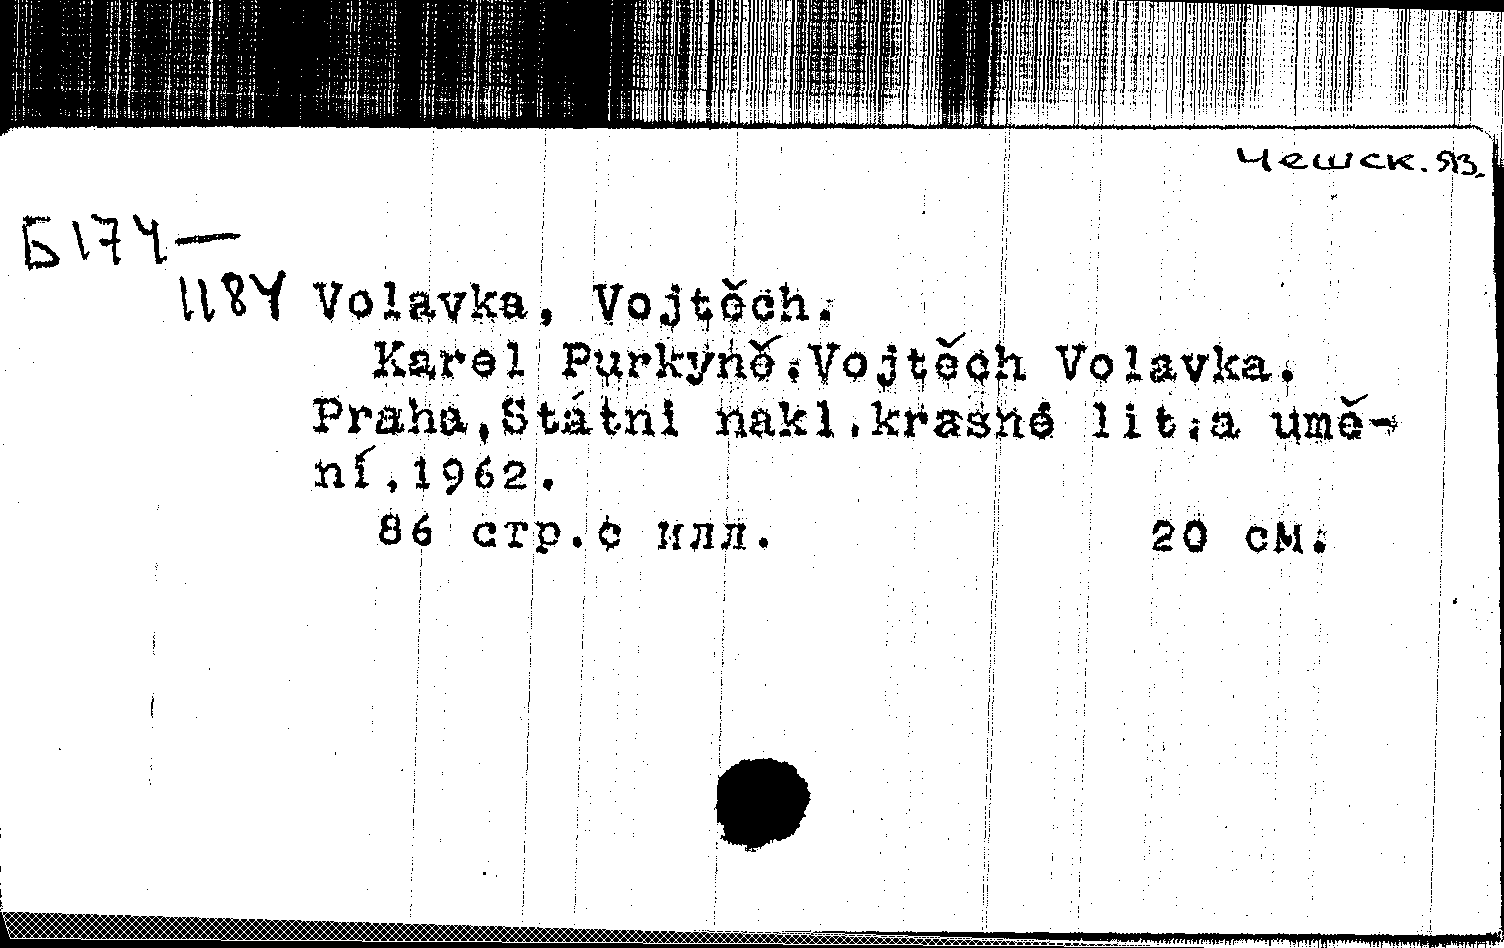 Чешск. яз.
Б174—
1184
Volavka, Vojtěch.
Karel Purkyně.Vojtěch Volavka.
Praha,Státni nakl.krasné lit.a umě-
ní,1962.
86 стр.с илл. 20 см.